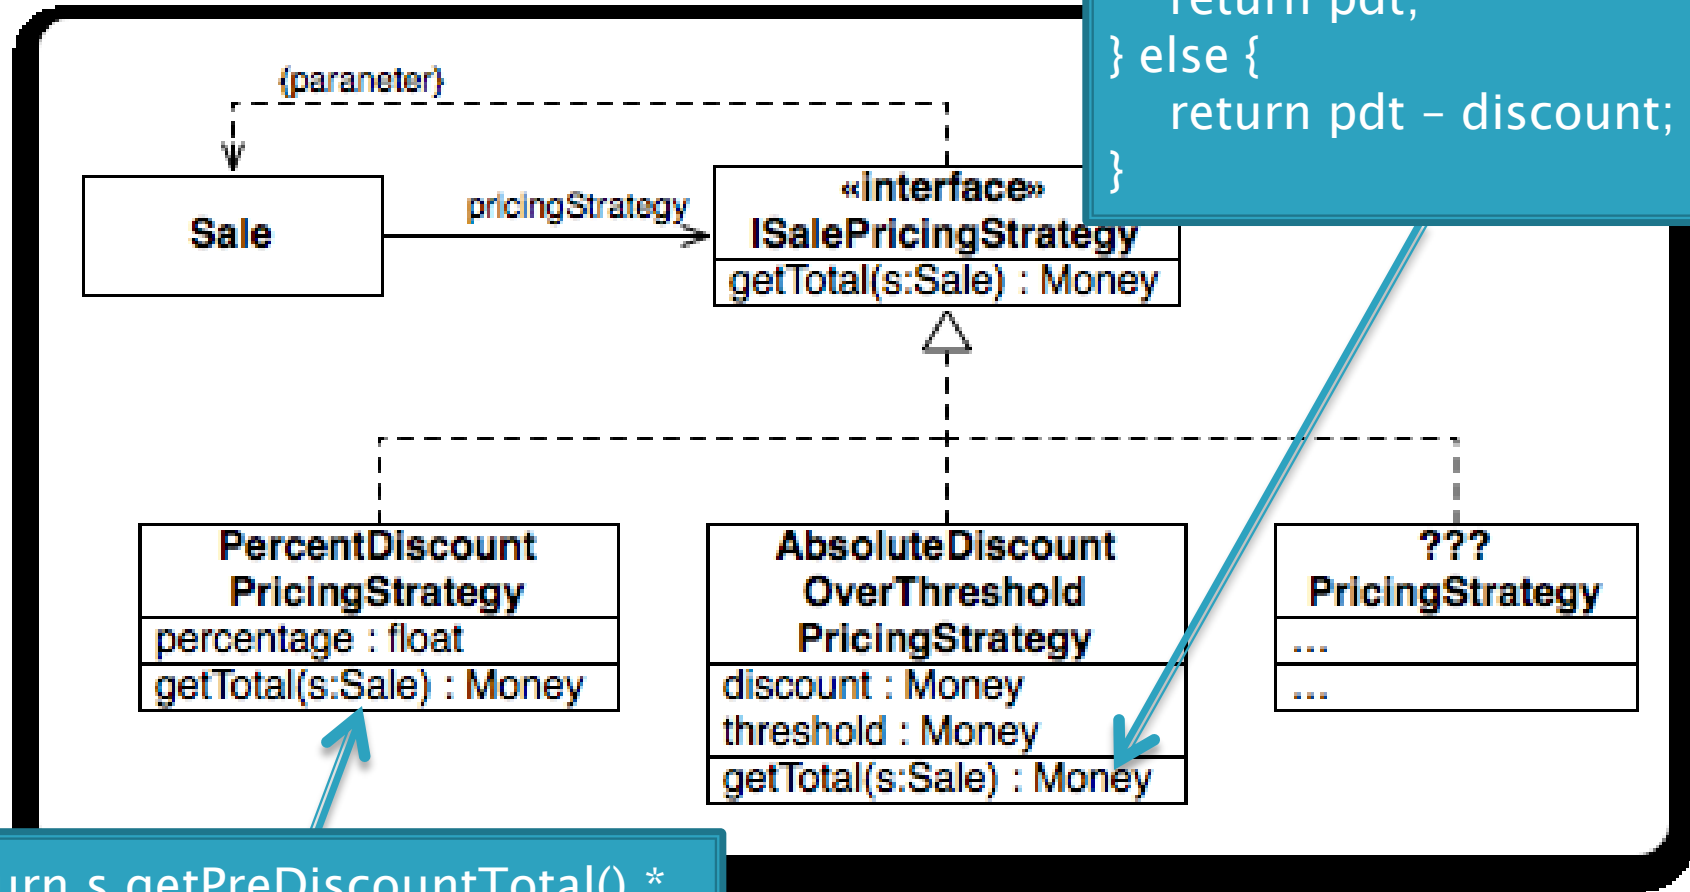 return pdt;
} else {
return pdt – discount;
}
{paraneter}
Sale
pricingStrategy
«interface»
ISalePricingStrategy
getTotal(s:Sale) : Money
PercentDiscount
PricingStrategy
percentage : float
getTotal(s:Sale) : Money
AbsoluteDiscount
OverThreshold
PricingStrategy
discount : Money
threshold : Money
getTotal(s:Sale) : Money
???
PricingStrategy
...
...
s.getPreDiscountTotal() *